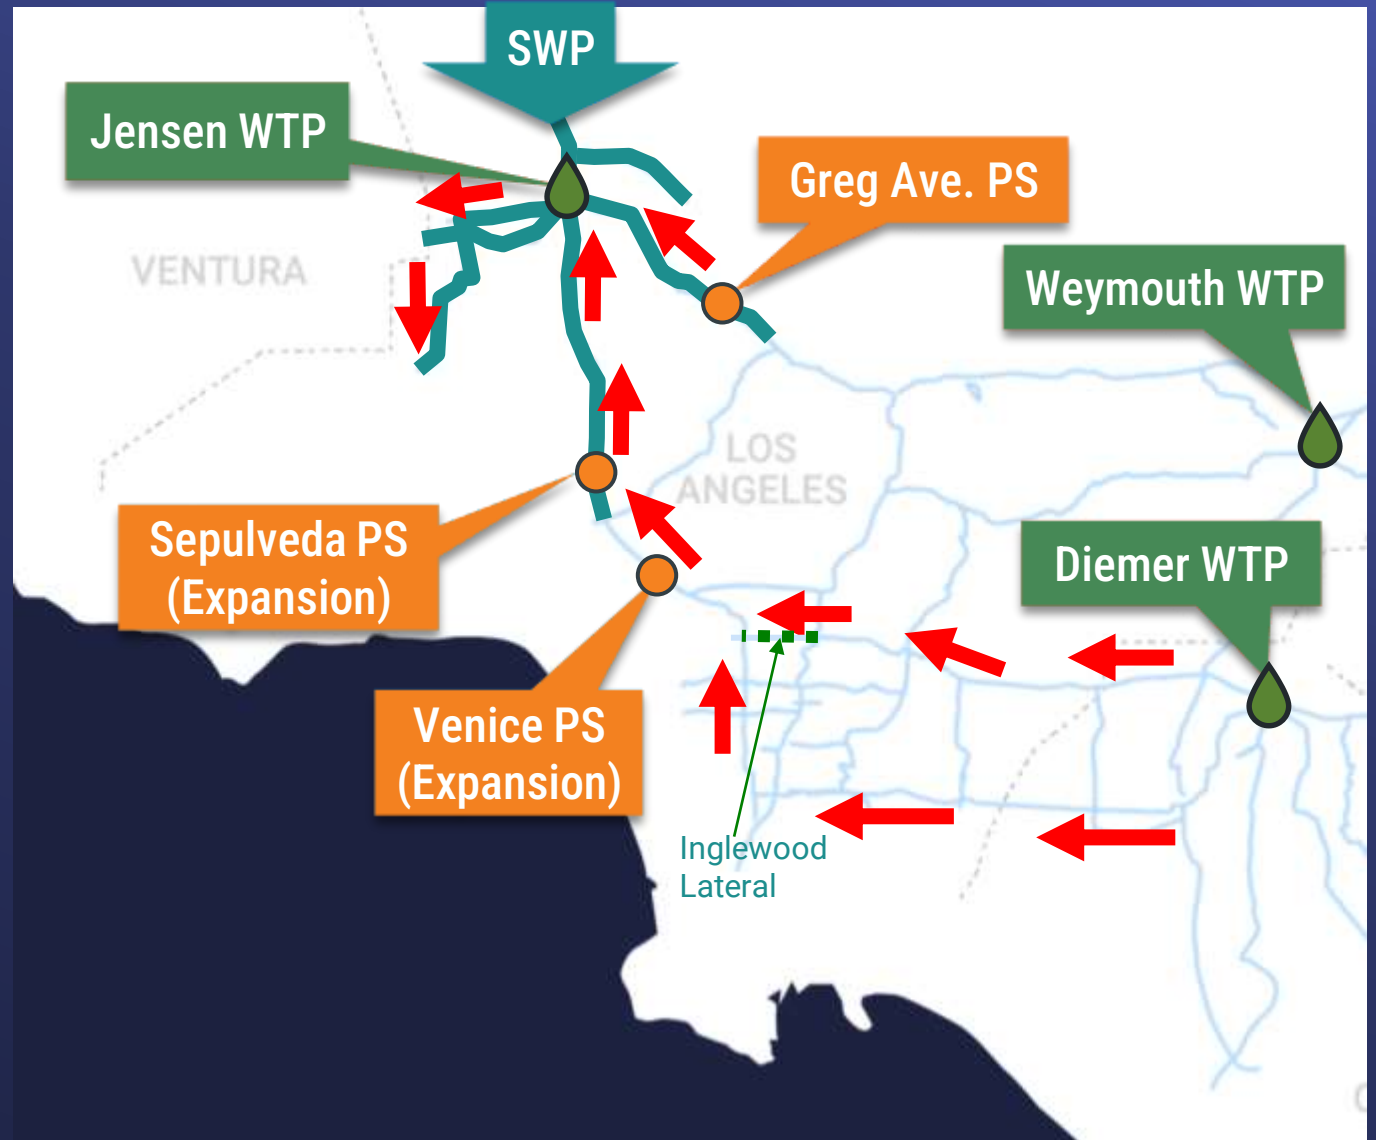 SWP
Jensen WTP
Greg Ave. PS
VENTURA
Weymouth WTP
LOS
ANGELES
Sepulveda PS
(Expansion)
Diemer WTP
Venice PS
(Expansion)
Inglewood
Lateral